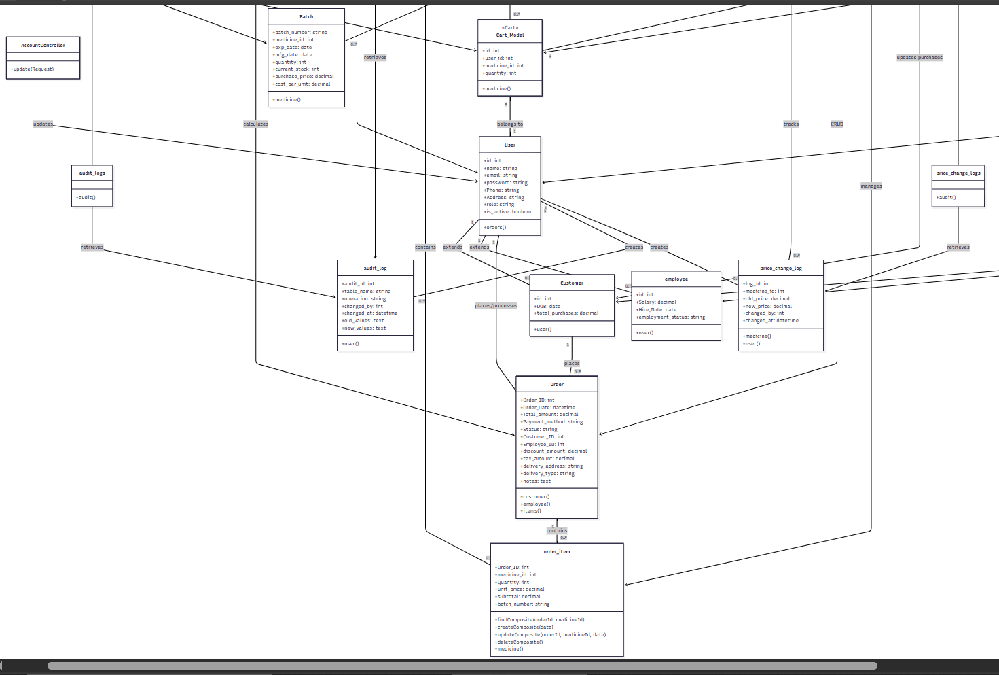 Batch
+batch_number: string
+medicine_id: int
+exp_date: date
+mfg_date: date
+quantity: int
+current_stock: int
+purchase_price: decimal
+cost_per_unit: decimal
+medicine()
0..*
«Cart»
Cart_Model
+id: int
+user_id: int
+medicine_id: int
+quantity: int
+medicine()
0..*
*
AccountController
+update(Request)
retrieves
updates purchases
*
updates
calculates
belongs to
tracks
CRUD
1
User
+id: int
+name: string
+email: string
+password: string
+Phone: string
+Address: string
+role: string
+is_active: boolean
+orders()
audit_logs
+audit()
price_change_logs
+audit()
manages
1
1
1
1
retrieves
contains
extends
extends
creates
creates
retrieves
0..*
audit_log
+audit_id: int
+table_name: string
+operation: string
+changed_by: int
+changed_at: datetime
+old_values: text
+new_values: text
+user()
0..*
places/processes
Customer
+id: int
+DOB: date
+total_purchases: decimal
+user()
employee
+id: int
+Salary: decimal
+Hire_Date: date
+employment_status: string
+user()
price_change_log
+log_id: int
+medicine_id: int
+old_price: decimal
+new_price: decimal
+changed_by: int
+changed_at: datetime
+medicine()
+user()
1
places
0..*
Order
+Order_ID: int
+Order_Date: datetime
+Total_amount: decimal
+Payment_method: string
+Status: string
+Customer_ID: int
+Employee_ID: int
+discount_amount: decimal
+tax_amount: decimal
+delivery_address: string
+delivery_type: string
+notes: text
+customer()
+employee()
+items()
1
contains
0..*
order_item
+Order_ID: int
+medicine_id: int
+Quantity: int
+unit_price: decimal
+subtotal: decimal
+batch_number: string
+findComposite(orderId, medicineId)
+createComposite(data)
+updateComposite(orderId, medicineId, data)
+deleteComposite()
+medicine()